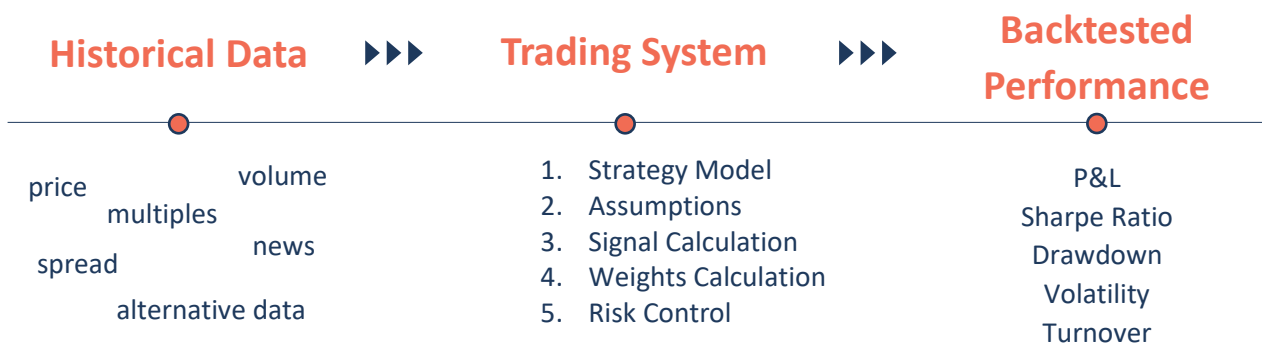 Historical Data
Trading System
Backtested
Performance
price
volume
multiples
news
spread
alternative data
1. Strategy Model
2. Assumptions
3. Signal Calculation
4. Weights Calculation
5. Risk Control
P&L
Sharpe Ratio
Drawdown
Volatility
Turnover